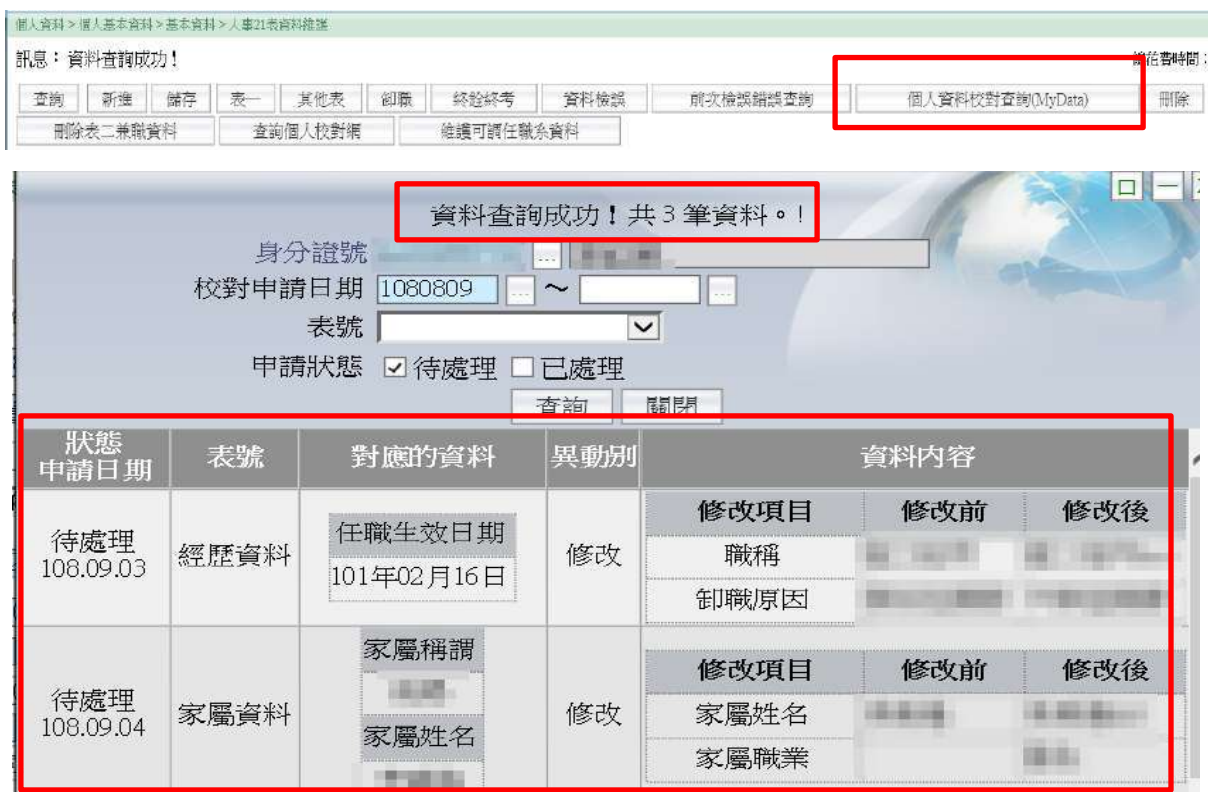 個人資料>個人基本資料>基本資料>人事21表資料維護
訊息：資料查詢成功！ 總花費時間：
查詢 新進 儲存 表一 其他表 卸職 終銓終考 資料檢誤 前次檢誤錯誤查詢 個人資料校對查詢(MyData) 刪除
刪除表二兼職資料 查詢個人校對網 維護可調任職系資料
資料查詢成功！共3筆資料。!
身分證號 ... 
校對申請日期 1080809 ... ～ ...
表號
申請狀態 待處理 已處理
查詢 關閉
狀態
申請日期 表號 對應的資料 異動別 資料內容
待處理
108.09.03 經歷資料 任職生效日期
101年02月16日 修改 修改項目 修改前 修改後
職稱
卸職原因
待處理
108.09.04 家屬資料 家屬稱謂
家屬姓名 修改 修改項目 修改前 修改後
家屬姓名
家屬職業